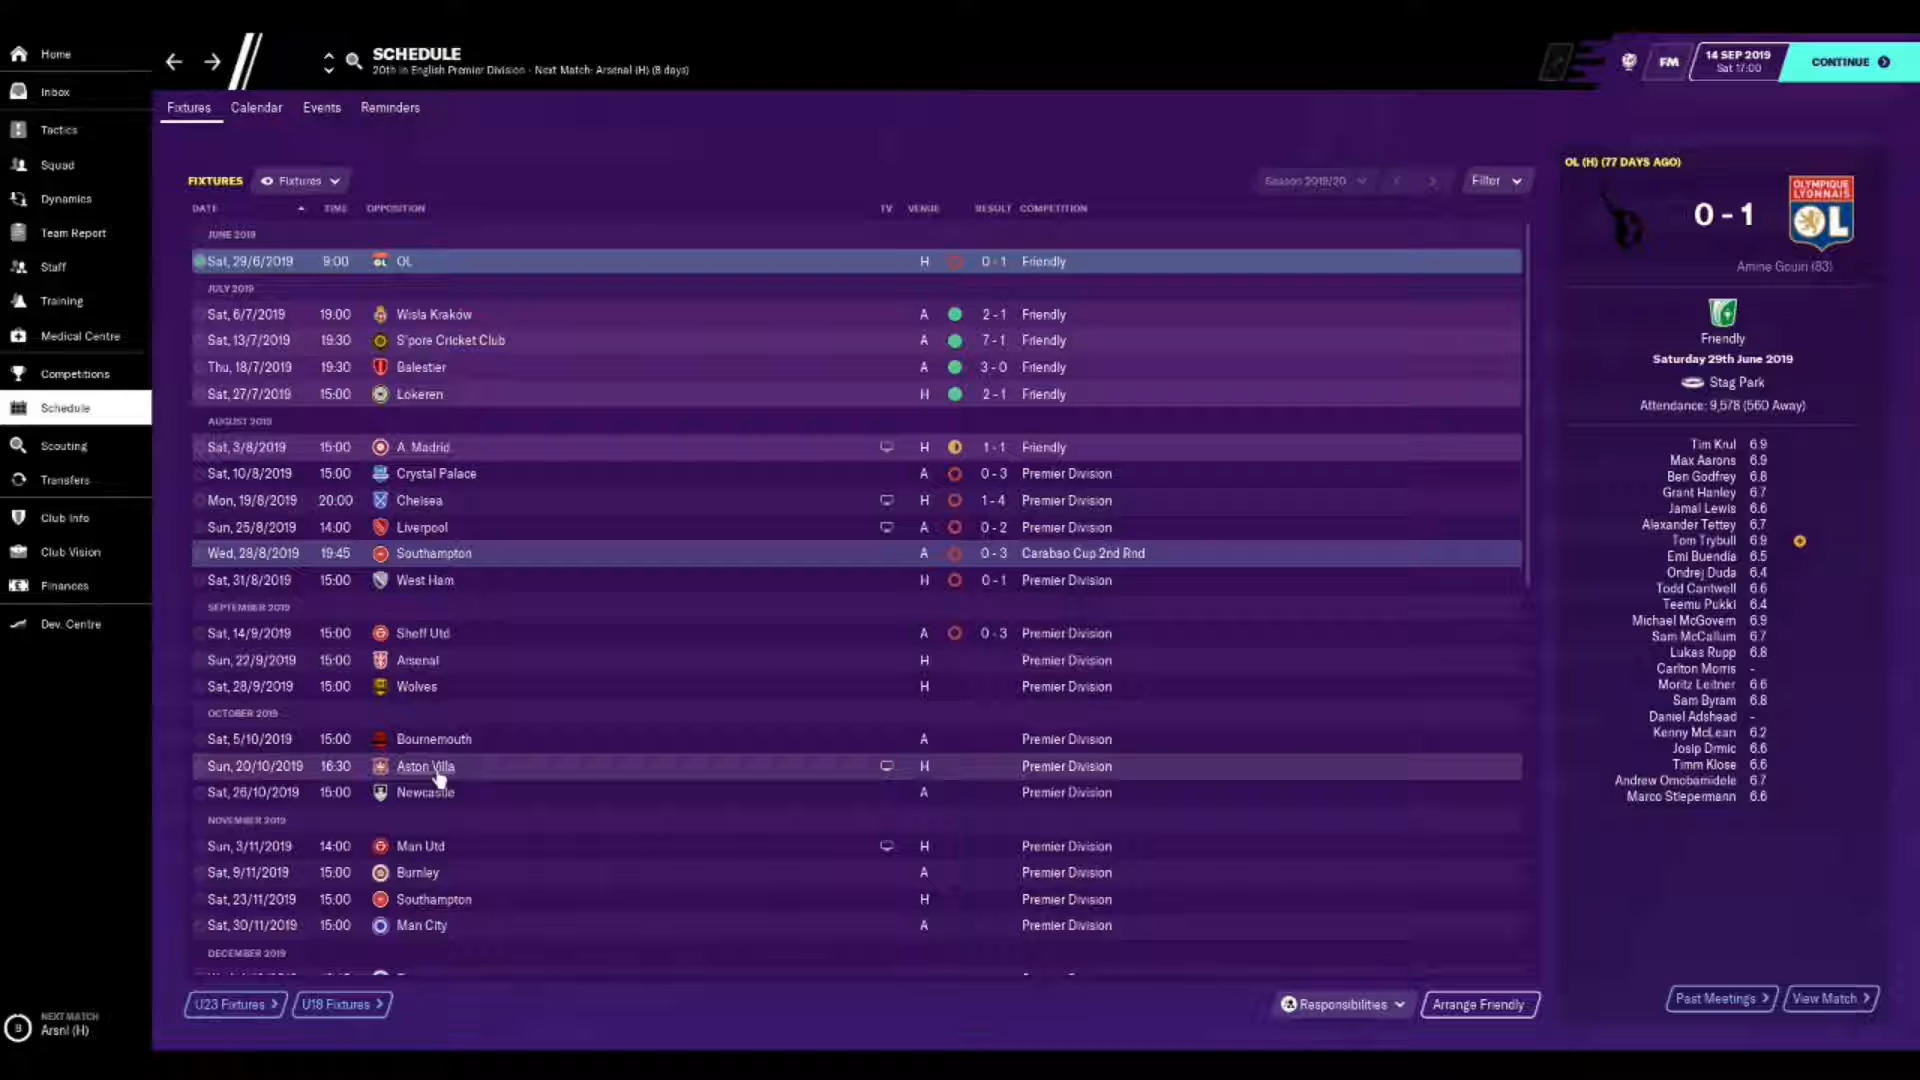 Home
Inbox
Tactics
Squad
Dynamics
Team Report
Staff
Training
Medical Centre
Competitions
Schedule
Scouting
Transfers
Club Info
Club Vision
Finances
Dev. Centre
NEXT MATCH
Arsnl (H)
SCHEDULE
20th in English Premier Division - Next Match: Arsenal (H) (8 days)
FM
14 SEP 2019
Sat 17:00
CONTINUE
Fixtures Calendar Events Reminders
FIXTURES Fixtures Season 2019/20 Filter
DATE TIME OPPOSITION TV VENUE RESULT COMPETITION
JUNE 2019
Sat, 29/6/2019 9:00 OL H 0 - 1 Friendly
JULY 2019
Sat, 6/7/2019 19:00 Wisła Kraków A 2 - 1 Friendly
Sat, 13/7/2019 19:30 S'pore Cricket Club A 7 - 1 Friendly
Thu, 18/7/2019 19:30 Balestier A 3 - 0 Friendly
Sat, 27/7/2019 15:00 Lokeren H 2 - 1 Friendly
AUGUST 2019
Sat, 3/8/2019 15:00 A. Madrid H 1 - 1 Friendly
Sat, 10/8/2019 15:00 Crystal Palace A 0 - 3 Premier Division
Mon, 19/8/2019 20:00 Chelsea H 1 - 4 Premier Division
Sun, 25/8/2019 14:00 Liverpool A 0 - 2 Premier Division
Wed, 28/8/2019 19:45 Southampton A 0 - 3 Carabao Cup 2nd Rnd
Sat, 31/8/2019 15:00 West Ham H 0 - 1 Premier Division
SEPTEMBER 2019
Sat, 14/9/2019 15:00 Sheff Utd A 0 - 3 Premier Division
Sun, 22/9/2019 15:00 Arsenal H Premier Division
Sat, 28/9/2019 15:00 Wolves H Premier Division
OCTOBER 2019
Sat, 5/10/2019 15:00 Bournemouth A Premier Division
Sun, 20/10/2019 16:30 Aston Villa H Premier Division
Sat, 26/10/2019 15:00 Newcastle A Premier Division
NOVEMBER 2019
Sun, 3/11/2019 14:00 Man Utd H Premier Division
Sat, 9/11/2019 15:00 Burnley A Premier Division
Sat, 23/11/2019 15:00 Southampton H Premier Division
Sat, 30/11/2019 15:00 Man City A Premier Division
DECEMBER 2019
U23 Fixtures U18 Fixtures Responsibilities Arrange Friendly
OL (H) (77 DAYS AGO)
OLYMPIQUE
LYONNAIS
0 - 1
OL
Amine Gouiri (83)
Friendly
Saturday 29th June 2019
Stag Park
Attendance: 9,578 (560 Away)
Tim Krul 6.9
Max Aarons 6.9
Ben Godfrey 6.8
Grant Hanley 6.7
Jamal Lewis 6.6
Alexander Tettey 6.7
Tom Trybull 6.9
Emi Buendia 6.5
Ondrej Duda 6.4
Todd Cantwell 6.6
Teemu Pukki 6.4
Michael McGovern 6.9
Sam McCallum 6.7
Lukas Rupp 6.8
Carlton Morris -
Moritz Leitner 6.6
Sam Byram 6.8
Daniel Adshead -
Kenny McLean 6.2
Josip Drmic 6.6
Timm Klose 6.6
Andrew Omobamidele 6.7
Marco Stiepermann 6.6
Past Meetings View Match